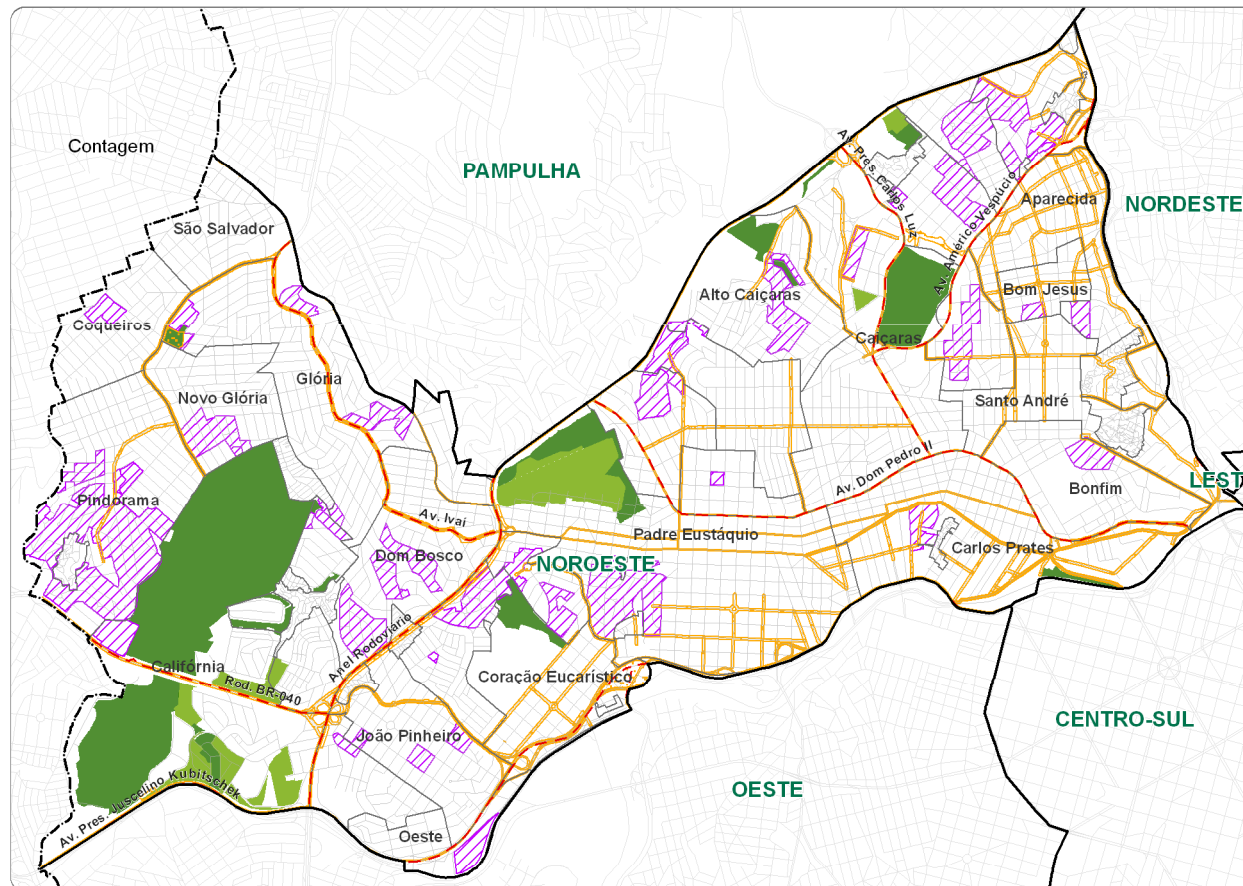 Contagem
PAMPULHA
Av. Pres. Carlos Luz
Av. Américo Vespúcio
Aparecida
NORDESTE
São Salvador
Alto Caiçaras
Bom Jesus
Coqueiros
Caiçaras
Glória
Novo Glória
Santo André
Av. Dom Pedro II
LEST
Pindorama
Bonfim
Av. Ivaí
Padre Eustáquio
Carlos Prates
Dom Bosco
NOROESTE
Anel Rodoviário
Califórnia
Rod. BR-040
Coração Eucarístico
CENTRO-SUL
João Pinheiro
OESTE
Av. Pres. Juscelino Kubitschek
Oeste